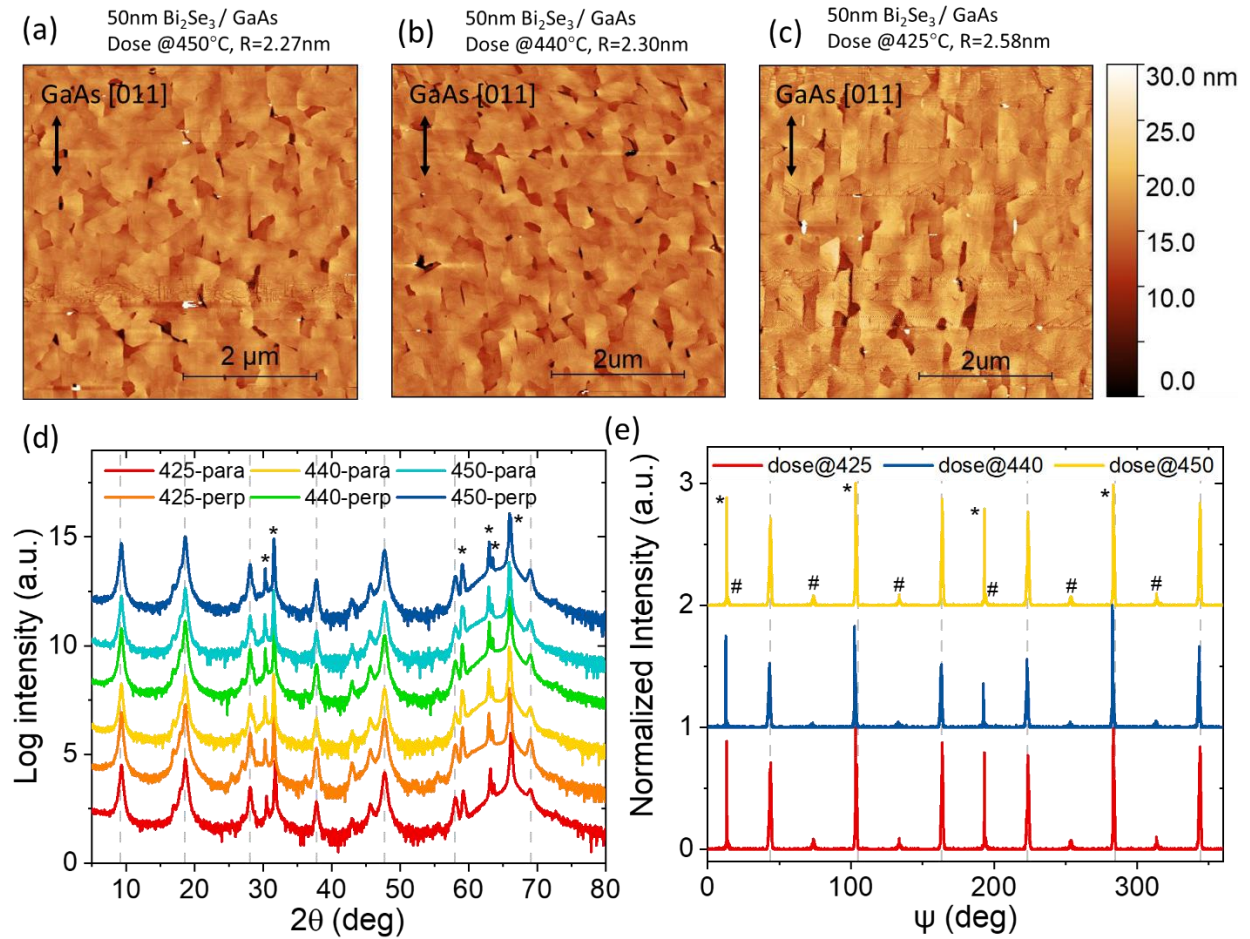 (a)
50nm Bi₂Se₃/ GaAs
Dose @450°C, R=2.27nm
(b)
50nm Bi₂Se₃/ GaAs
Dose @440°C, R=2.30nm
(c)
50nm Bi₂Se₃/ GaAs
Dose @425°C, R=2.58nm
GaAs [011]
2 µm
GaAs [011]
2um
GaAs [011]
2um
30.0 nm
25.0
20.0
15.0
10.0
0.0
(d)
425-para 440-para 450-para
425-perp 440-perp 450-perp
* * * * * *
Log intensity (a.u.)
15
10
5
0
10 20 30 40 50 60 70 80
2θ (deg)
(e)
dose@425 dose@440 dose@450
* * * *
# # # # # #
Normalized Intensity (a.u.)
3
2
1
0
0 100 200 300
ψ (deg)